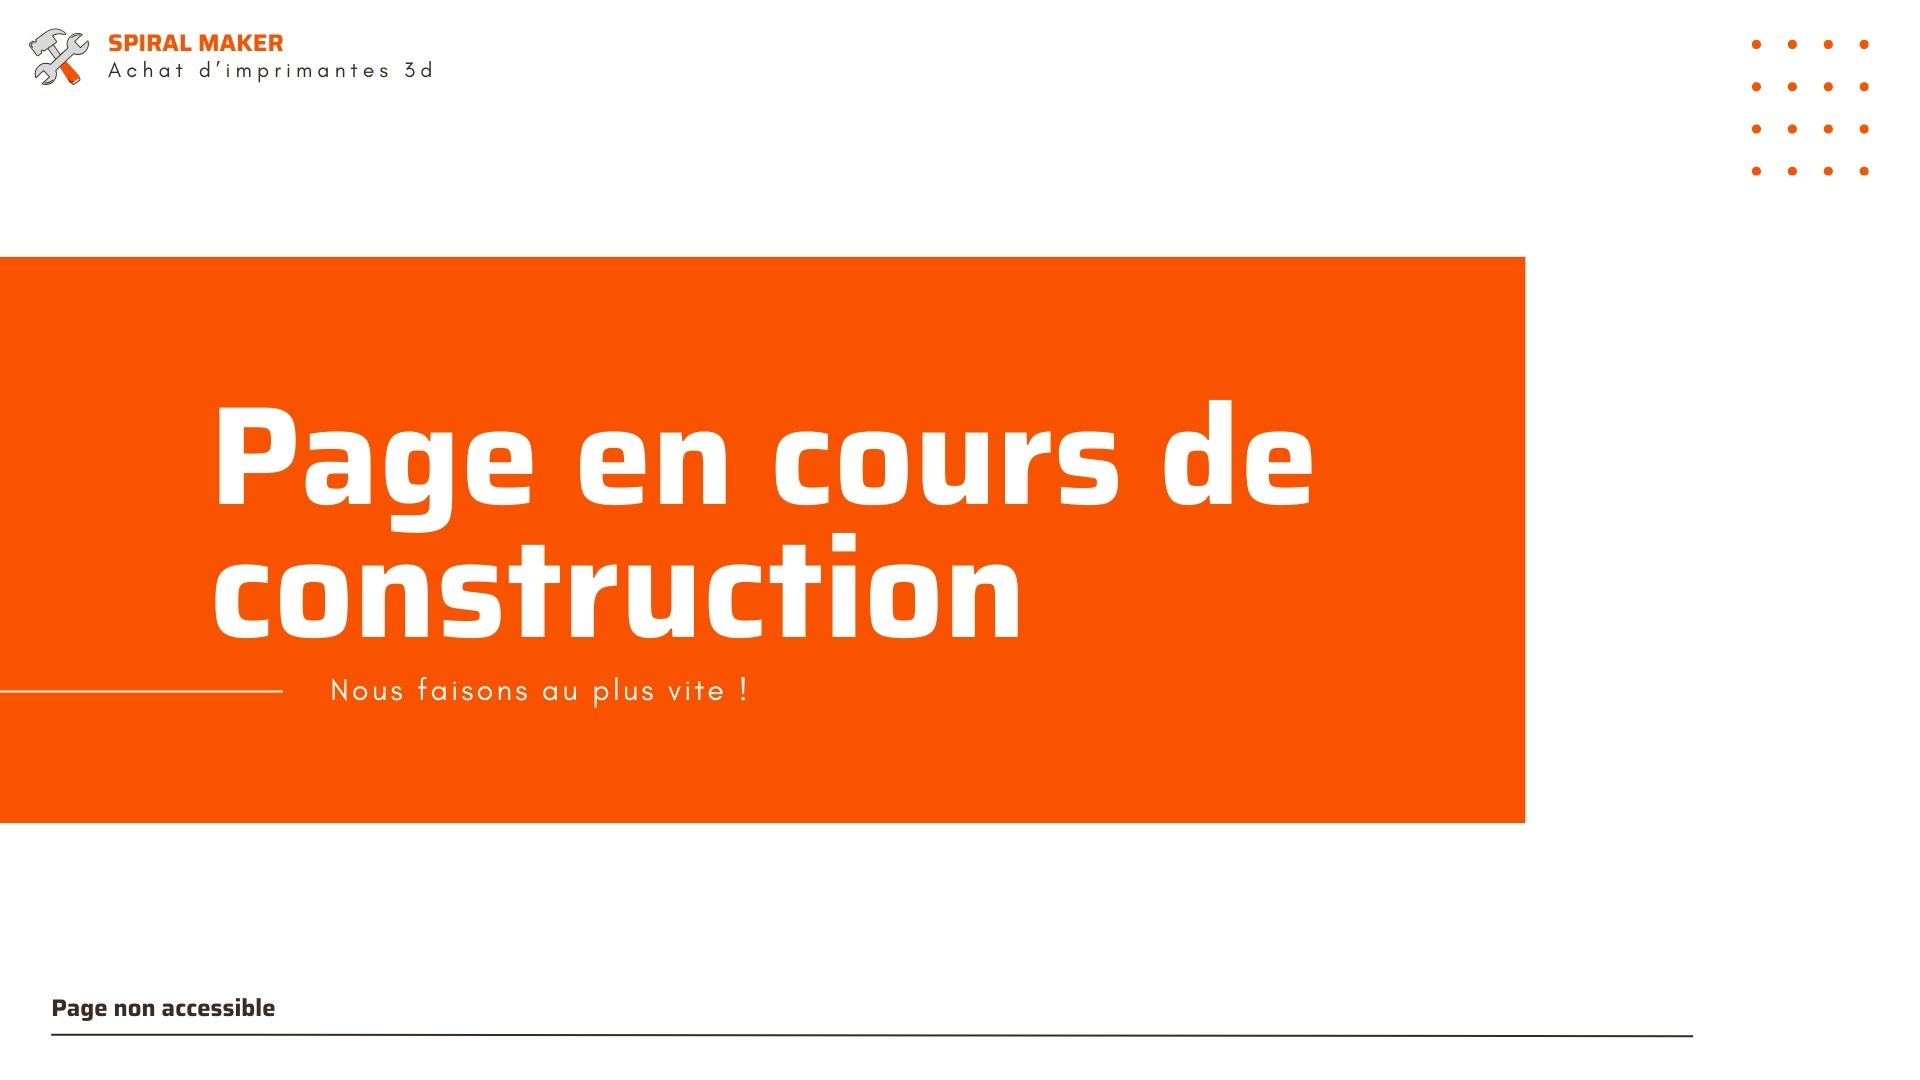 SPIRAL MAKER
Achat d’imprimantes 3d
Page en cours de
construction
Nous faisons au plus vite !
Page non accessible